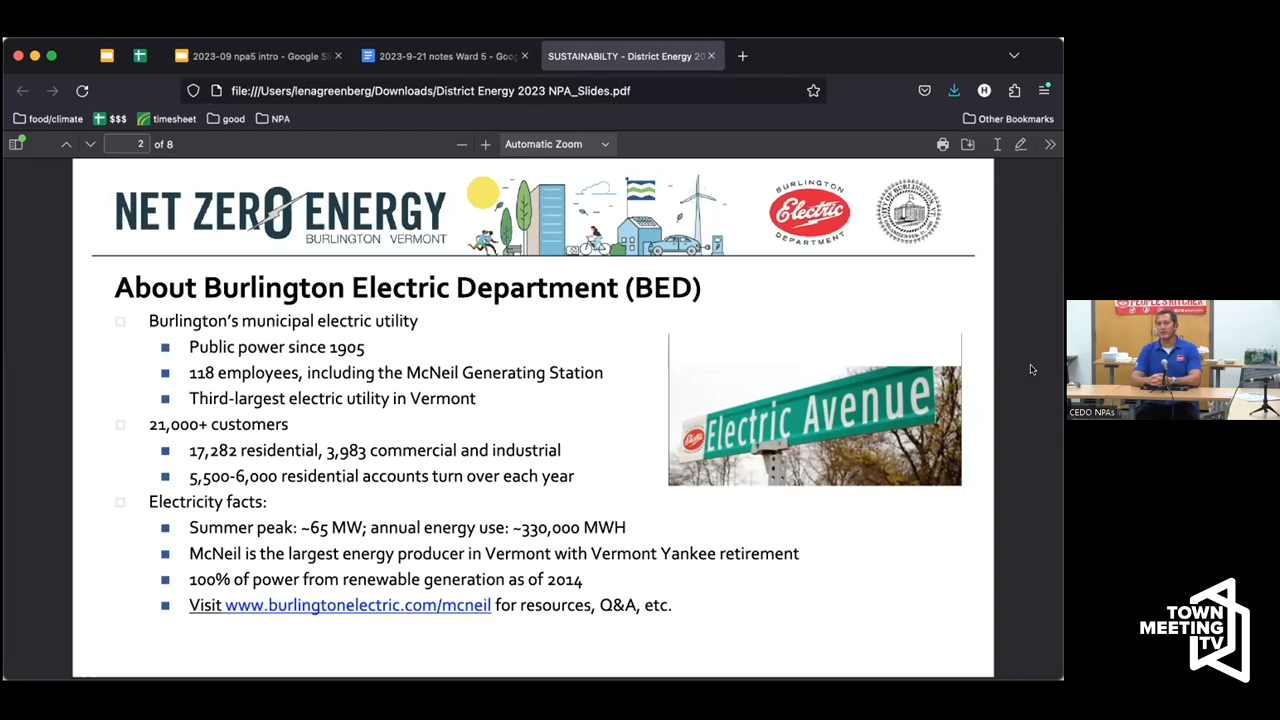 2023-09 npa5 intro - Google Sl
2023-9-21 notes Ward 5 - Goog
SUSTAINABILTY - District Energy 20
file:///Users/lenagreenberg/Downloads/District Energy 2023 NPA_Slides.pdf
food/climate
$$$
timesheet
good
NPA
Other Bookmarks
2 of 8
Automatic Zoom
NET ZERO ENERGY
BURLINGTON VERMONT
BURLINGTON
Electric
DEPARTMENT
About Burlington Electric Department (BED)
Burlington's municipal electric utility
Public power since 1905
118 employees, including the McNeil Generating Station
Third-largest electric utility in Vermont
21,000+ customers
17,282 residential, 3,983 commercial and industrial
5,500-6,000 residential accounts turn over each year
Electricity facts:
Summer peak: ~65 MW; annual energy use: ~330,000 MWH
McNeil is the largest energy producer in Vermont with Vermont Yankee retirement
100% of power from renewable generation as of 2014
Visit www.burlingtonelectric.com/mcneil for resources, Q&A, etc.
Electric Avenue
PEOPLE'S KITCHEN
CEDO NPAs
TOWN
MEETING
TV